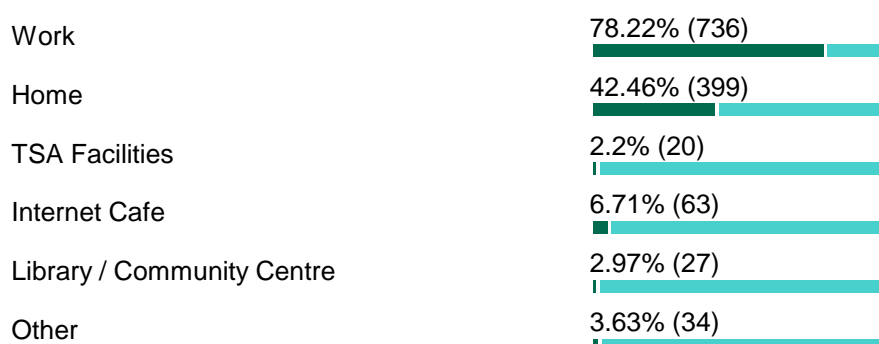 Work 78.22% (736)
Home 42.46% (399)
TSA Facilities 2.2% (20)
Internet Cafe 6.71% (63)
Library / Community Centre 2.97% (27)
Other 3.63% (34)